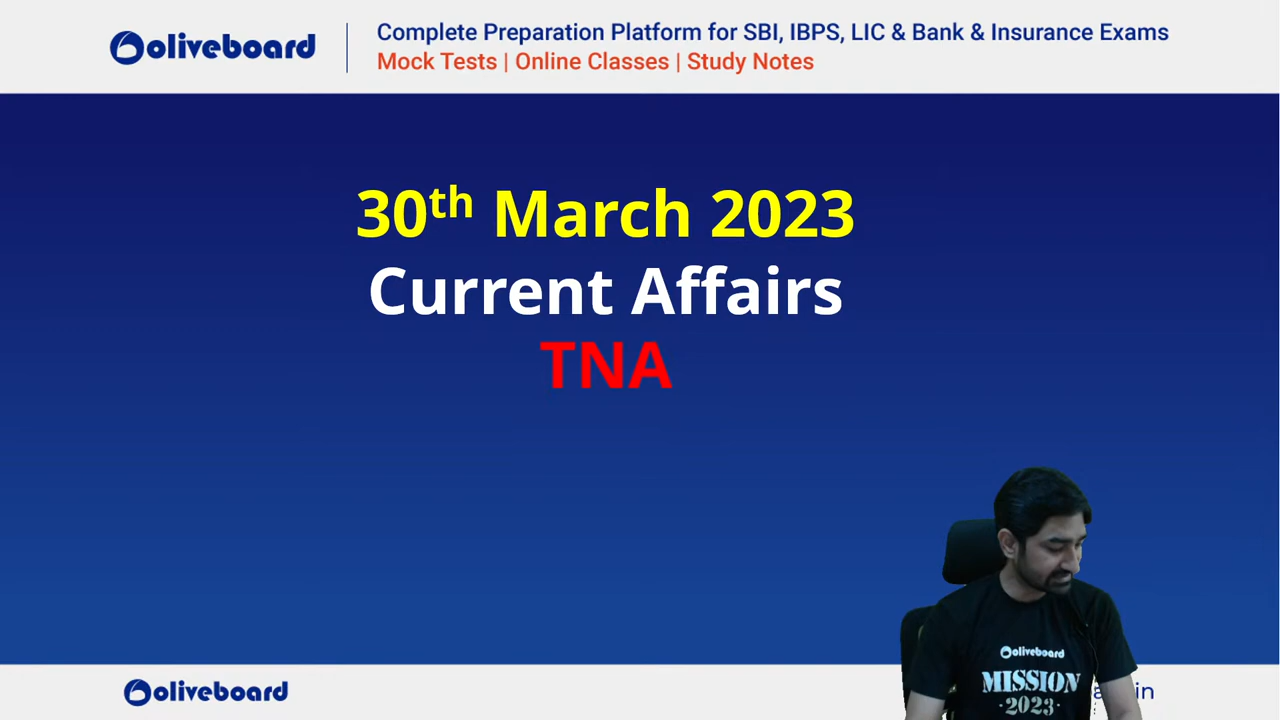 oliveboard
Complete Preparation Platform for SBI, IBPS, LIC & Bank & Insurance Exams
Mock Tests | Online Classes | Study Notes
30th March 2023
Current Affairs
TNA
oliveboard
MISSION
·2023·
oliveboard